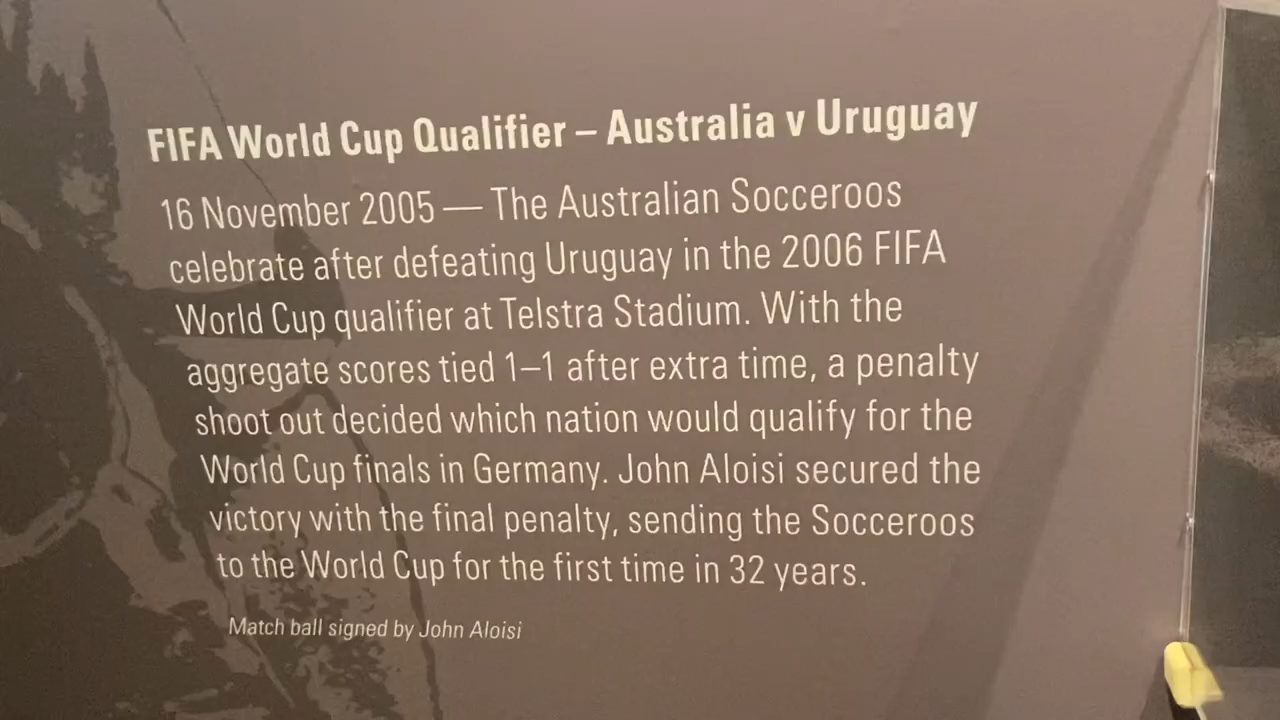 FIFA World Cup Qualifier – Australia v Uruguay
16 November 2005 — The Australian Socceroos
celebrate after defeating Uruguay in the 2006 FIFA
World Cup qualifier at Telstra Stadium. With the
aggregate scores tied 1–1 after extra time, a penalty
shoot out decided which nation would qualify for the
World Cup finals in Germany. John Aloisi secured the
victory with the final penalty, sending the Socceroos
to the World Cup for the first time in 32 years.
Match ball signed by John Aloisi